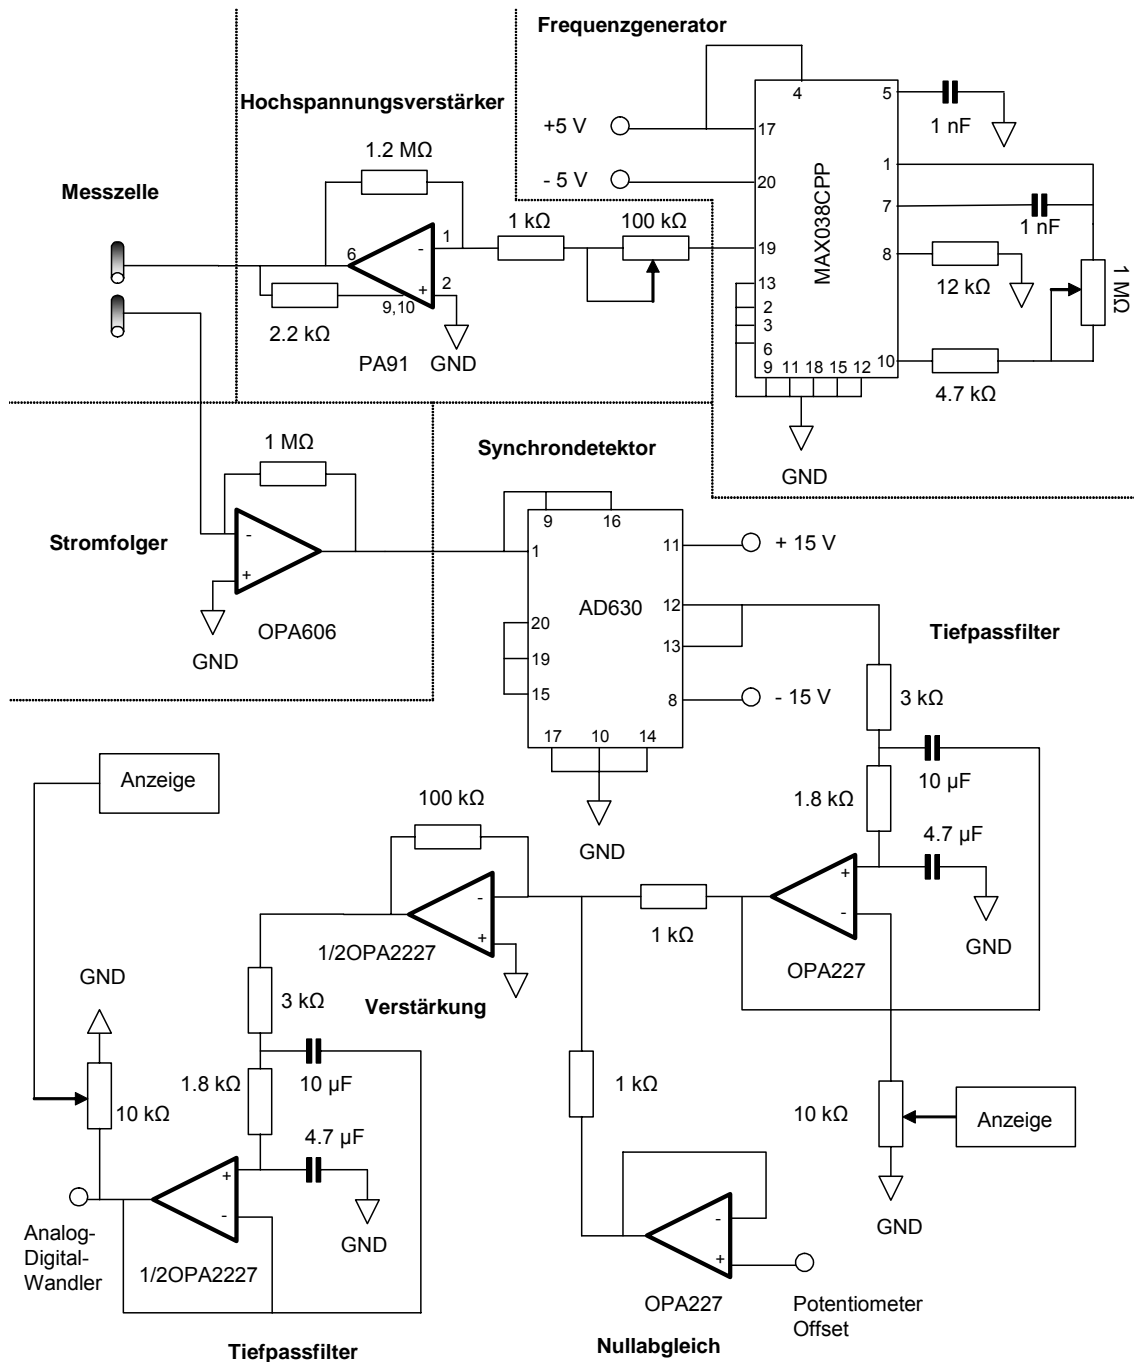 Frequenzgenerator
Hochspannungsverstärker
Messzelle
+5 V
- 5 V
4
17
20
19
13
2
3
6
9
11
18
15
12
5
1
7
8
10
MAX038CPP
1 nF
1 nF
12 kΩ
1 MΩ
4.7 kΩ
GND
1.2 MΩ
1 kΩ
100 kΩ
6
1
-
+
2
9,10
2.2 kΩ
PA91
GND
1 MΩ
Stromfolger
-
+
OPA606
GND
Synchrondetektor
9
16
1
11
+ 15 V
AD630
12
13
20
19
15
8
- 15 V
17
10
14
GND
Tiefpassfilter
3 kΩ
10 µF
1.8 kΩ
4.7 µF
GND
+
-
OPA227
1 kΩ
Anzeige
100 kΩ
-
+
1/2OPA2227
Verstärkung
GND
3 kΩ
1.8 kΩ
10 µF
10 kΩ
4.7 µF
+
-
GND
Analog-
Digital-
Wandler
1/2OPA2227
Tiefpassfilter
1 kΩ
10 kΩ
Anzeige
GND
-
+
OPA227
Potentiometer
Offset
Nullabgleich